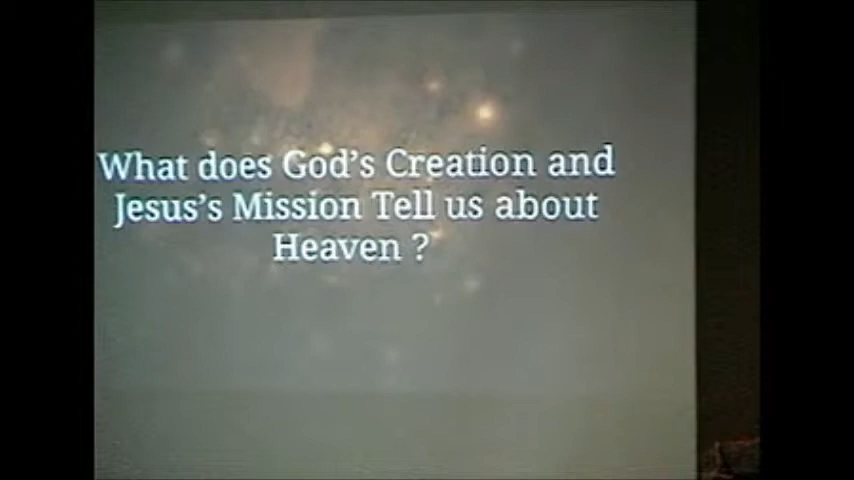 What does God's Creation and
Jesus's Mission Tell us about
Heaven ?